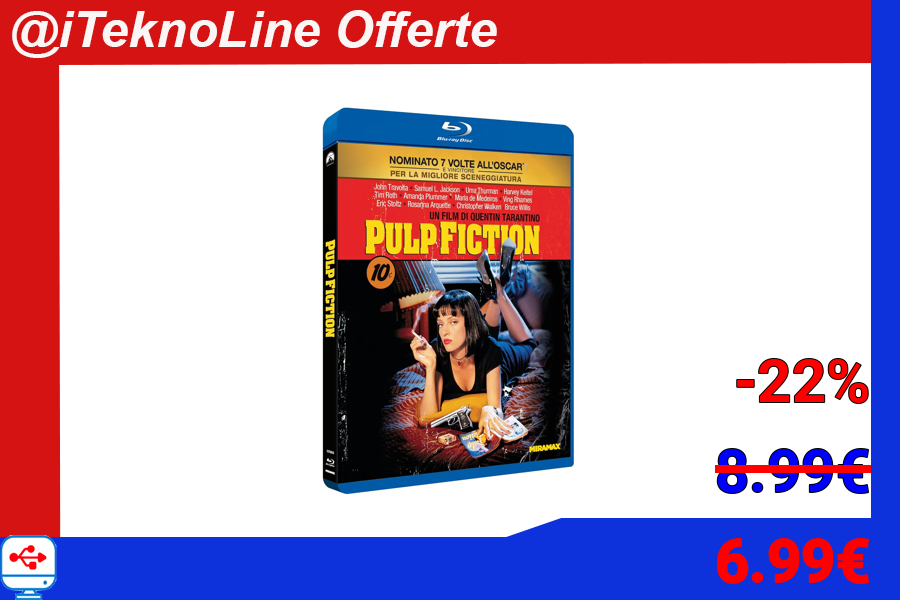 @iTeknoLine Offerte
Blu-ray Disc
NOMINATO 7 VOLTE ALL'OSCAR
E VINCITORE
PER LA MIGLIORE SCENEGGIATURA
John Travolta Samuel L. Jackson Uma Thurman Harvey Keitel
Tim Roth Amanda Plummer Maria de Medeiros Ving Rhames
Eric Stoltz Rosanna Arquette Christopher Walken Bruce Willis
UN FILM DI QUENTIN TARANTINO
PULP FICTION
10
PULP FICTION
MIRAMAX
-22%
8.99€
6.99€